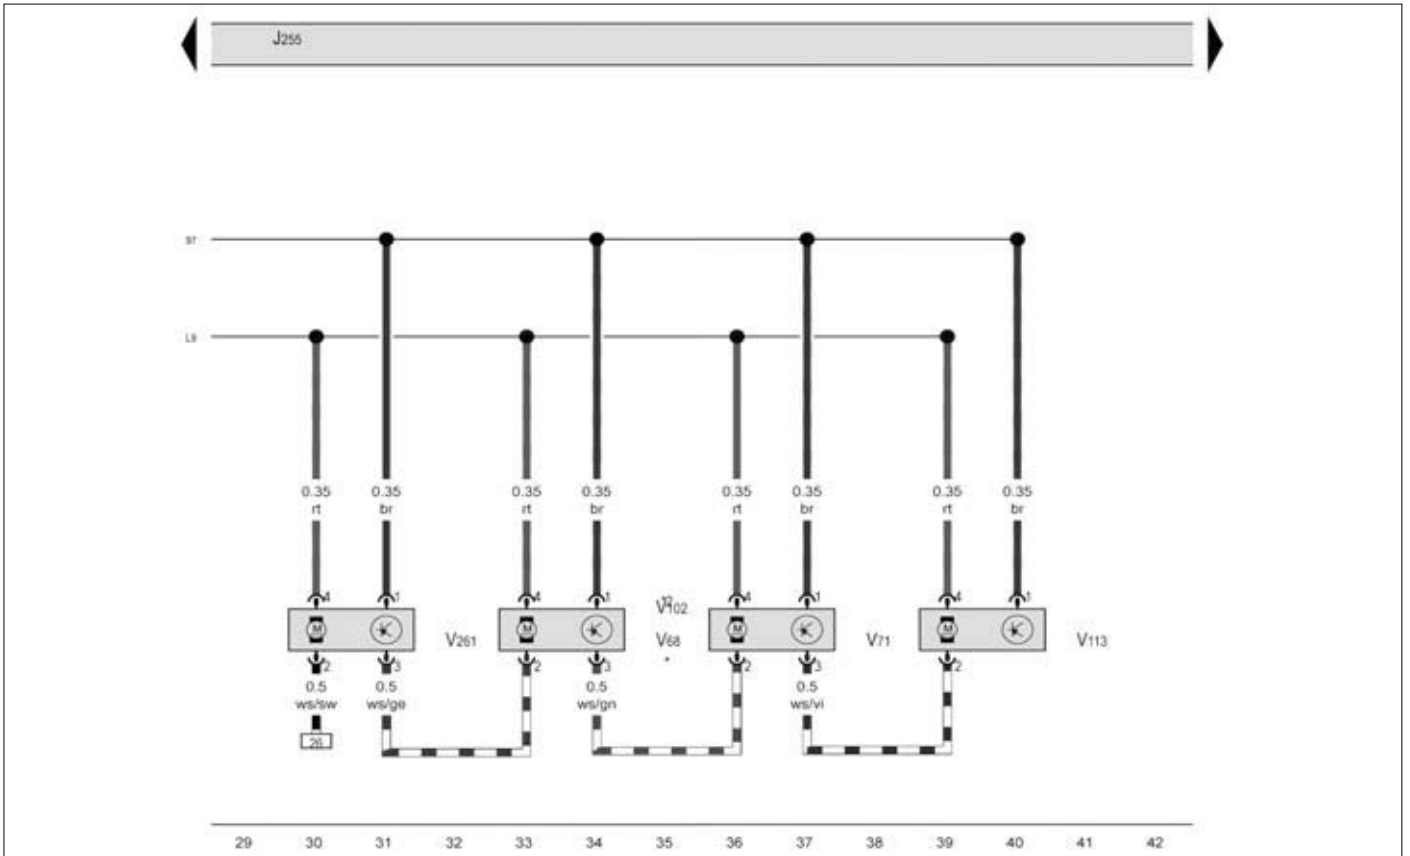 J255
97
L9
0.35 0.35 0.35 0.35 0.35 0.35 0.35 0.35
rt br rt br rt br rt br
4 1 4 1 4 1 4 1
V102
M M M M
V261 V68 V71 V113
*
2 3 2 3 2 3 2
0.5 0.5 0.5 0.5
ws/sw ws/ge ws/gn ws/vi
26
29 30 31 32 33 34 35 36 37 38 39 40 41 42